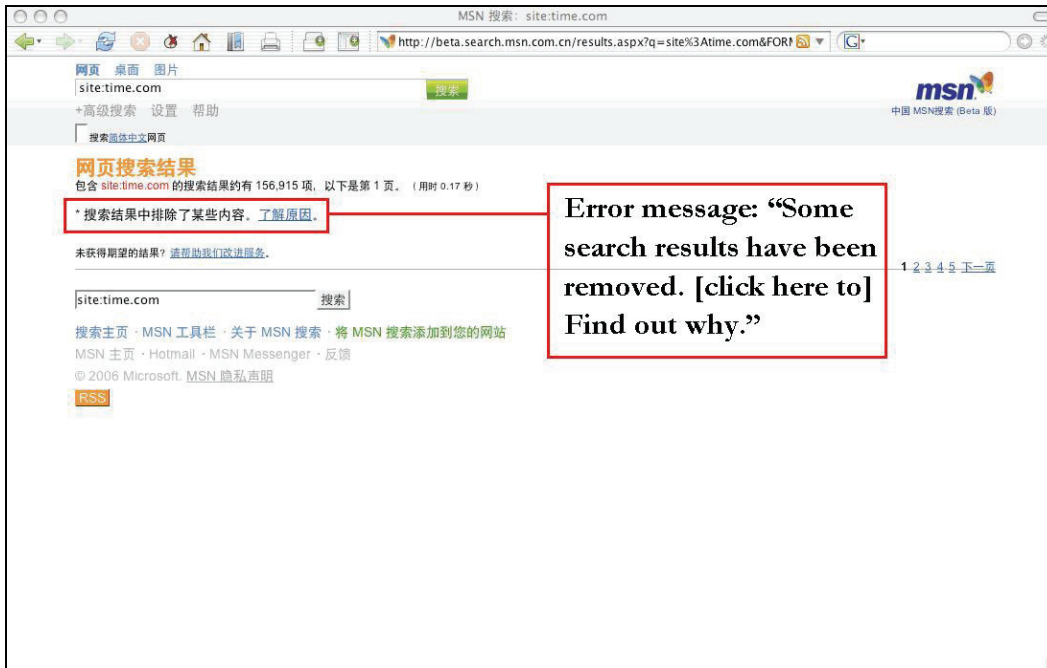 MSN 搜索: site:time.com
http://beta.search.msn.com.cn/results.aspx?q=site%3Atime.com&FORM
G
网页 桌面 图片
site:time.com 搜索
+高级搜索 设置 帮助
搜索简体中文网页
msn
中国 MSN搜索 (Beta 版)
网页搜索结果
包含 site:time.com 的搜索结果约有 156,915 项，以下是第 1 页。 (用时 0.17 秒)
* 搜索结果中排除了某些内容。 了解原因。
未获得期望的结果? 请帮助我们改进服务。
Error message: “Some
search results have been
removed. [click here to]
Find out why.”
1 2 3 4 5 下一页
site:time.com 搜索
搜索主页 · MSN 工具栏 · 关于 MSN 搜索 · 将 MSN 搜索添加到您的网站
MSN 主页 · Hotmail · MSN Messenger · 反馈
© 2006 Microsoft. MSN 隐私声明
RSS